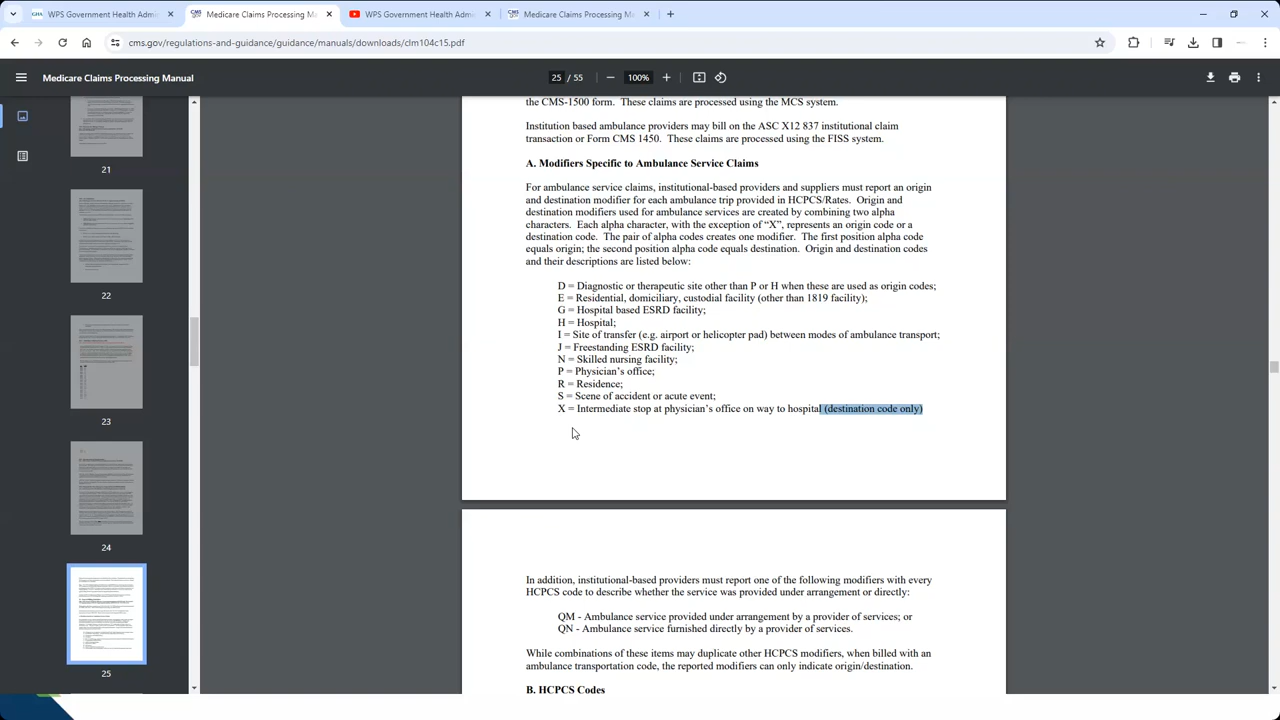 WPS Government Health Admin
Medicare Claims Processing Ma
WPS Government Health Adm
Medicare Claims Processing M
cms.gov/regulations-and-guidance/guidance/manuals/downloads/clm104c15.pdf
Medicare Claims Processing Manual
25 / 55
100%
21
22
23
24
25
the CMS-1500 form. These claims are processed using the MCS system.
Institution based ambulance providers may bill on the ASC X12 837 institutional claim
transaction or Form CMS 1450. These claims are processed using the FISS system.
A. Modifiers Specific to Ambulance Service Claims
For ambulance service claims, institutional-based providers and suppliers must report an origin
and destination modifier for each ambulance trip provided in HCPCS/Rates. Origin and
destination modifiers used for ambulance services are created by combining two alpha
characters. Each alpha character, with the exception of “X”, represents an origin code or a
destination code. The pair of alpha codes creates one modifier. The first position alpha code
equals origin; the second position alpha code equals destination. Origin and destination codes
and their descriptions are listed below:
D = Diagnostic or therapeutic site other than P or H when these are used as origin codes;
E = Residential, domiciliary, custodial facility (other than 1819 facility);
G = Hospital based ESRD facility;
H = Hospital;
I = Site of transfer (e.g. airport or helicopter pad) between modes of ambulance transport;
J = Freestanding ESRD facility;
N = Skilled nursing facility;
P = Physician’s office;
R = Residence;
S = Scene of accident or acute event;
X = Intermediate stop at physician’s office on way to hospital (destination code only)
In addition, institutional-based providers must report one of the following modifiers with every
HCPCS code to describe whether the service was provided under arrangement or directly:
QM - Ambulance service provided under arrangement by a provider of services; or
QN - Ambulance service furnished directly by a provider of services.
While combinations of these items may duplicate other HCPCS modifiers, when billed with an
ambulance transportation code, the reported modifiers can only indicate origin/destination.
B. HCPCS Codes